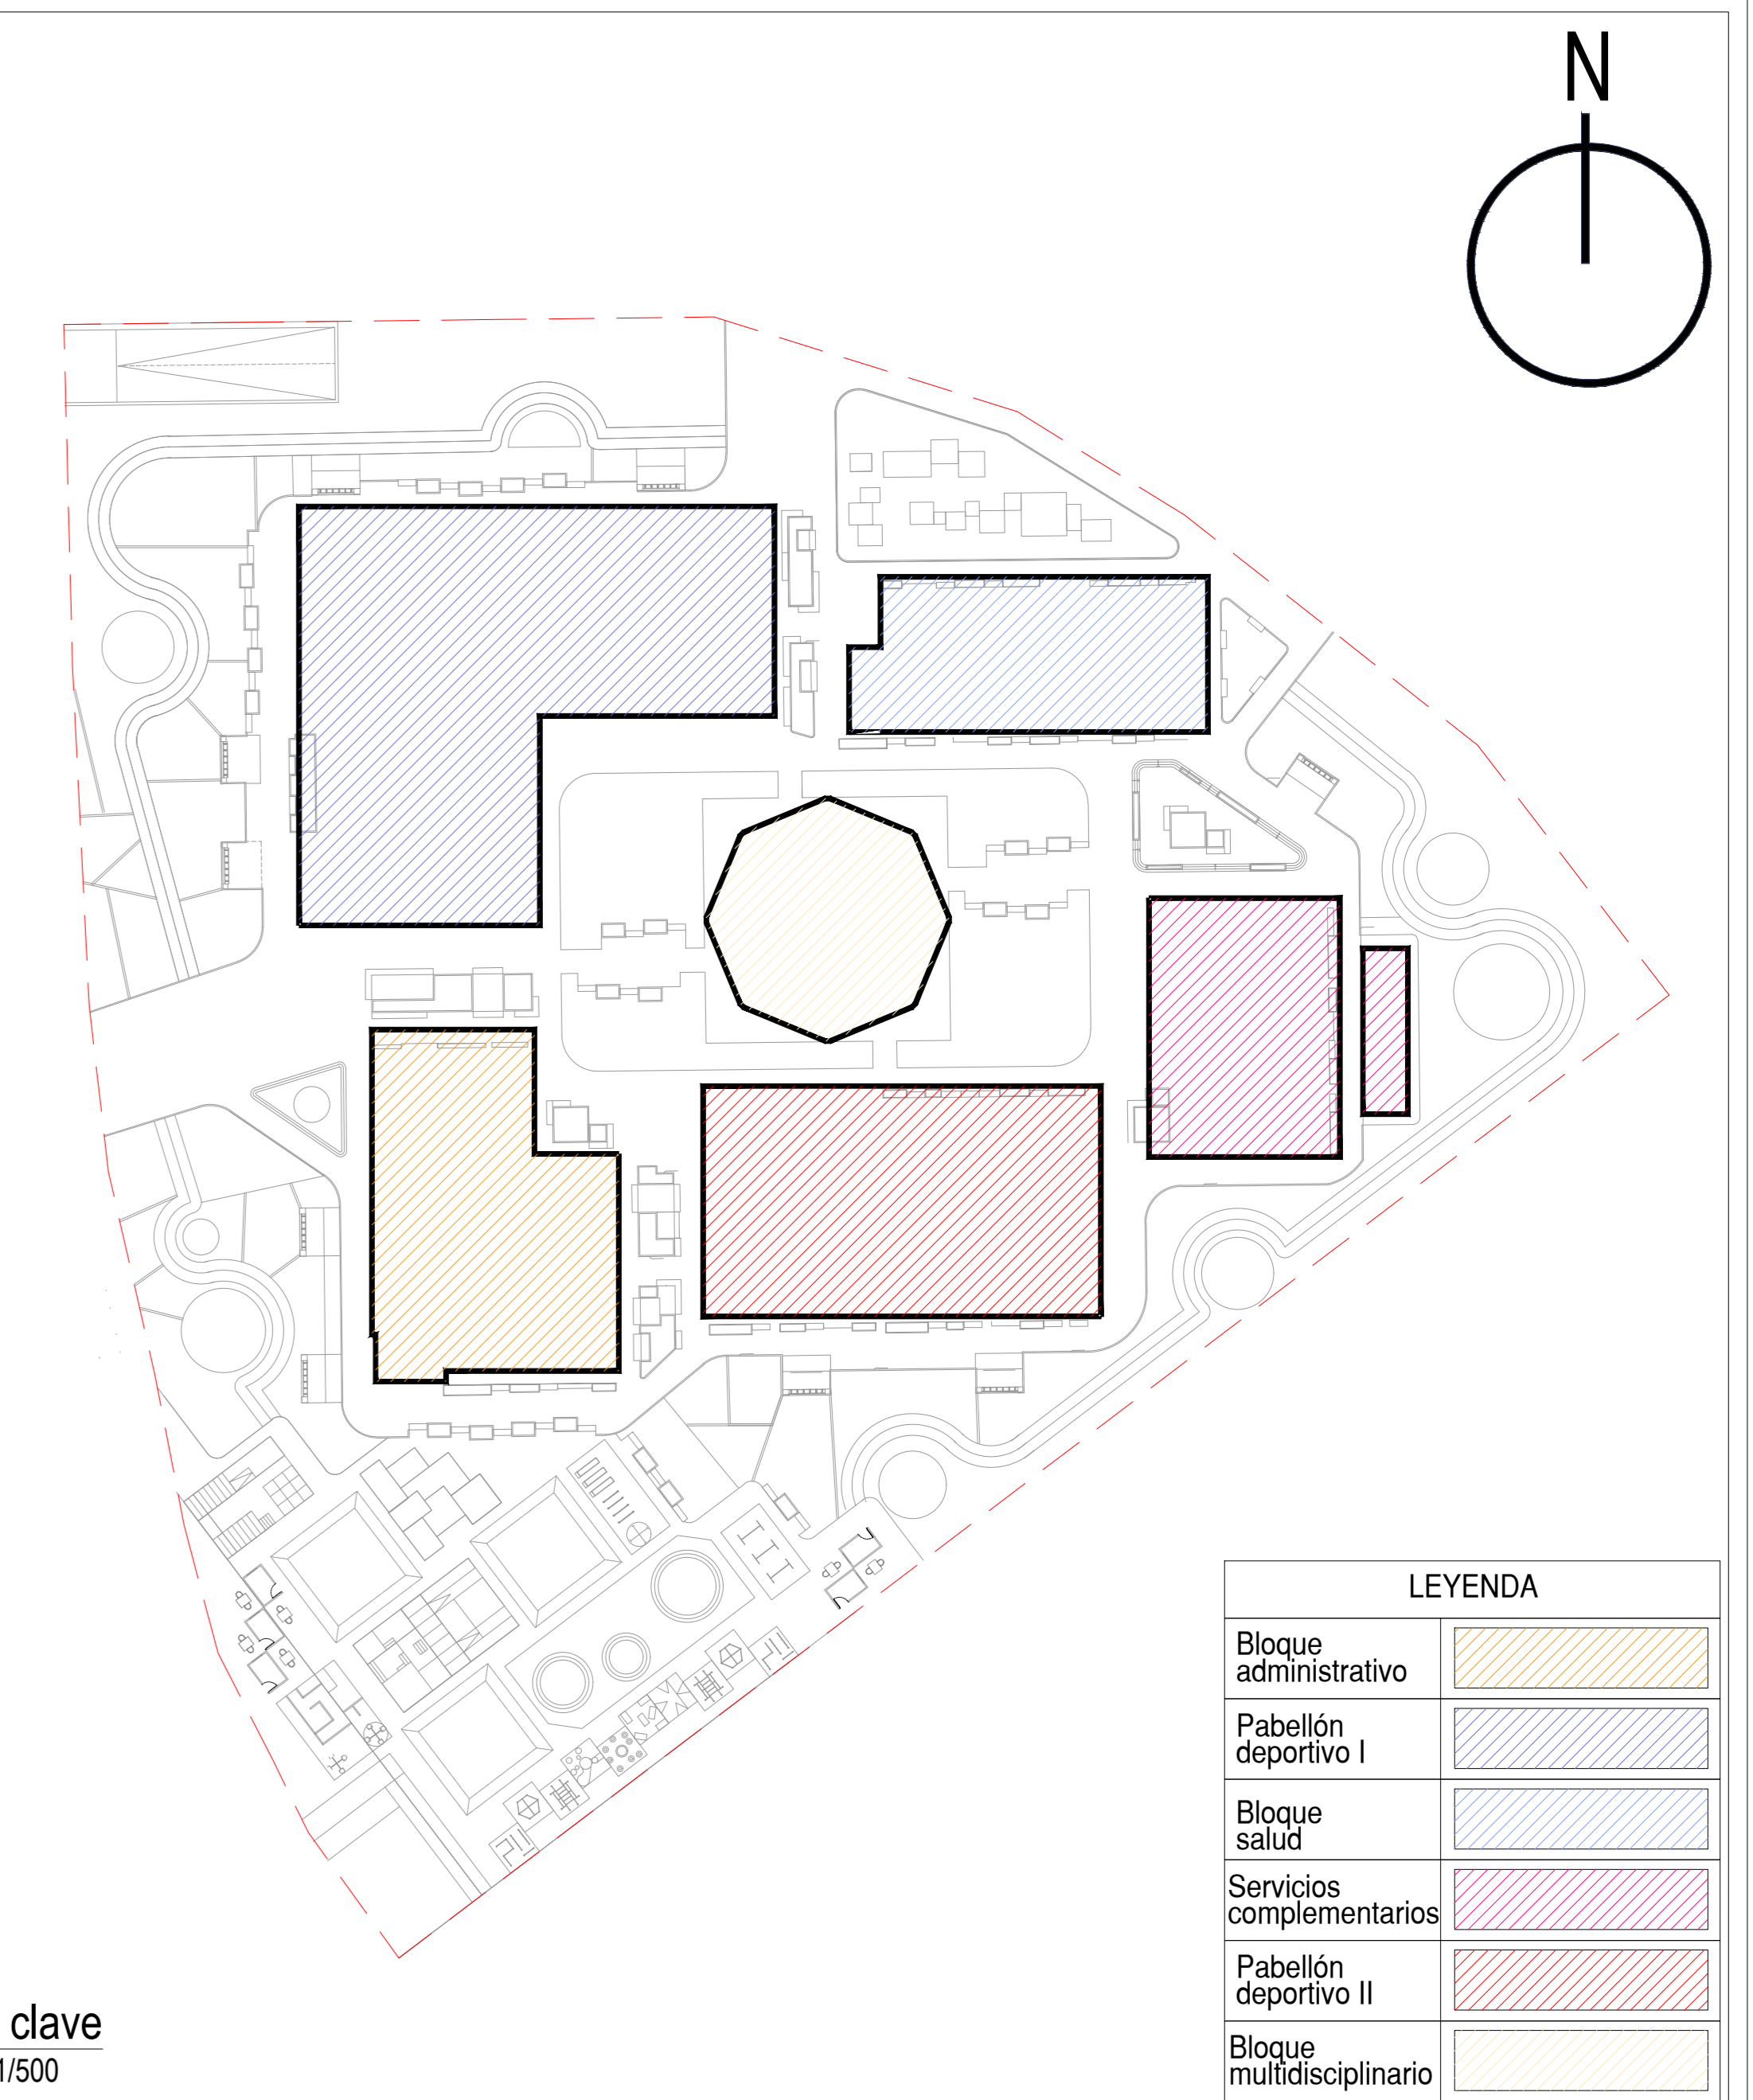 N
LEYENDA
Bloque
administrativo
Pabellón
deportivo I
Bloque
salud
Servicios
complementarios
Pabellón
deportivo II
Bloque
multidisciplinario
clave
1/500